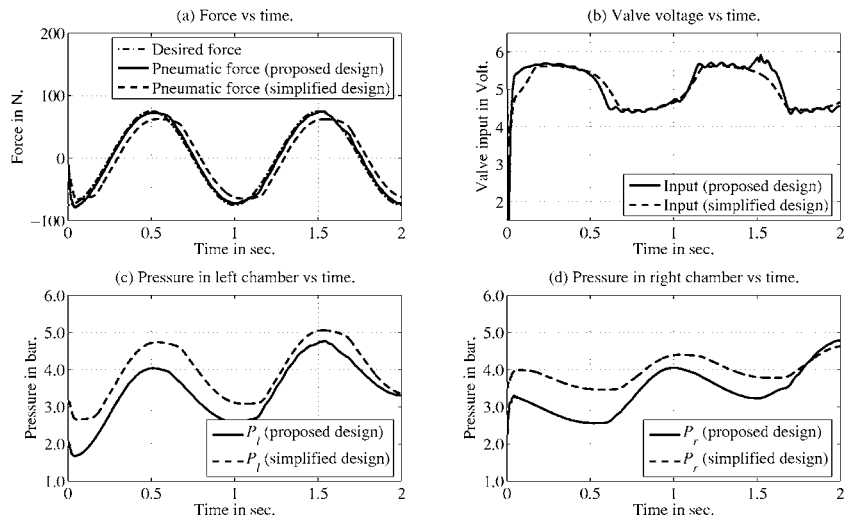 (a) Force vs time.
200
100
0
−100
Force in N.
Desired force
Pneumatic force (proposed design)
Pneumatic force (simplified design)
0
0.5
1
1.5
2
Time in sec.
(b) Valve voltage vs time.
6
5
4
3
2
Valve input in Volt.
Input (proposed design)
Input (simplified design)
0
0.5
1
1.5
2
Time in sec.
(c) Pressure in left chamber vs time.
6.0
5.0
4.0
3.0
2.0
1.0
Pressure in bar.
P_l (proposed design)
P_l (simplified design)
0
0.5
1
1.5
2
Time in sec.
(d) Pressure in right chamber vs time.
6.0
5.0
4.0
3.0
2.0
1.0
Pressure in bar.
P_r (proposed design)
P_r (simplified design)
0
0.5
1
1.5
2
Time in sec.